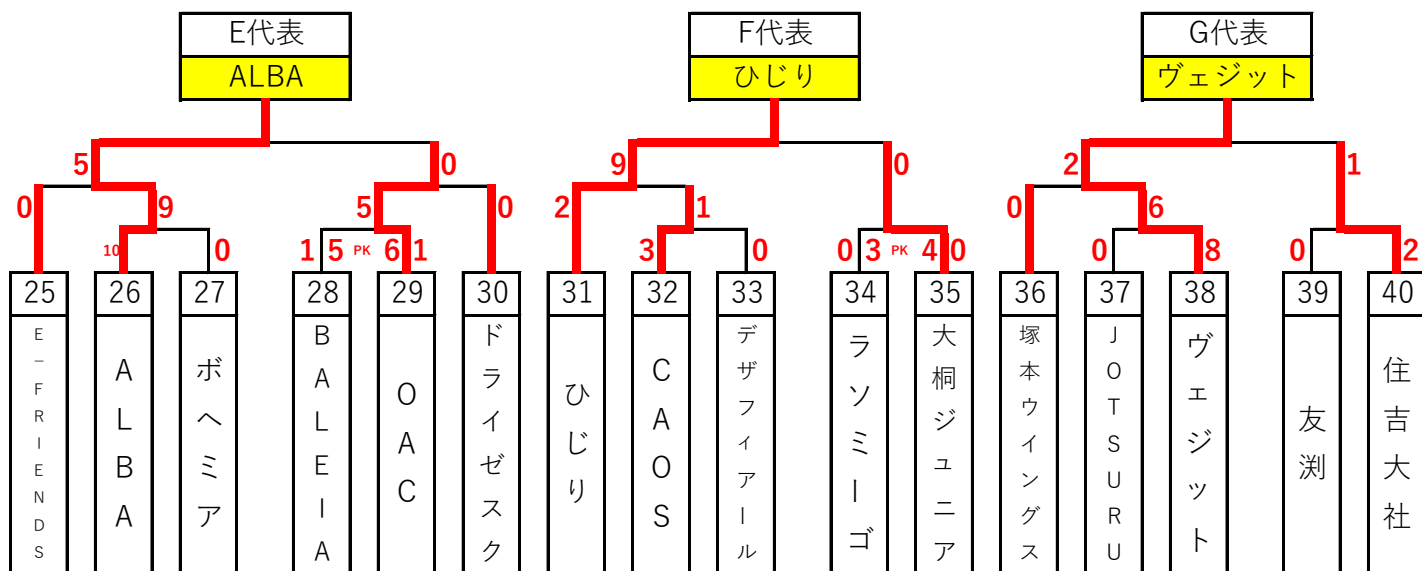 E代表
F代表
G代表
ALBA
ひじり
ヴェジット
5
0
9
0
2
1
0
9
5
0
2
1
0
6
10
0
1 5 PK 6 1
3
0
0 3 PK 4 0
0
8
0
2
25
26
27
28
29
30
31
32
33
34
35
36
37
38
39
40
E-FRIENDS
ALBA
ボヘミア
BALEIA
OAC
ドライゼスク
ひじり
CAOS
デザフィアール
ラソミーゴ
大桐ジュニア
塚本ウイングス
JOTSURU
ヴェジット
友渕
住吉大社